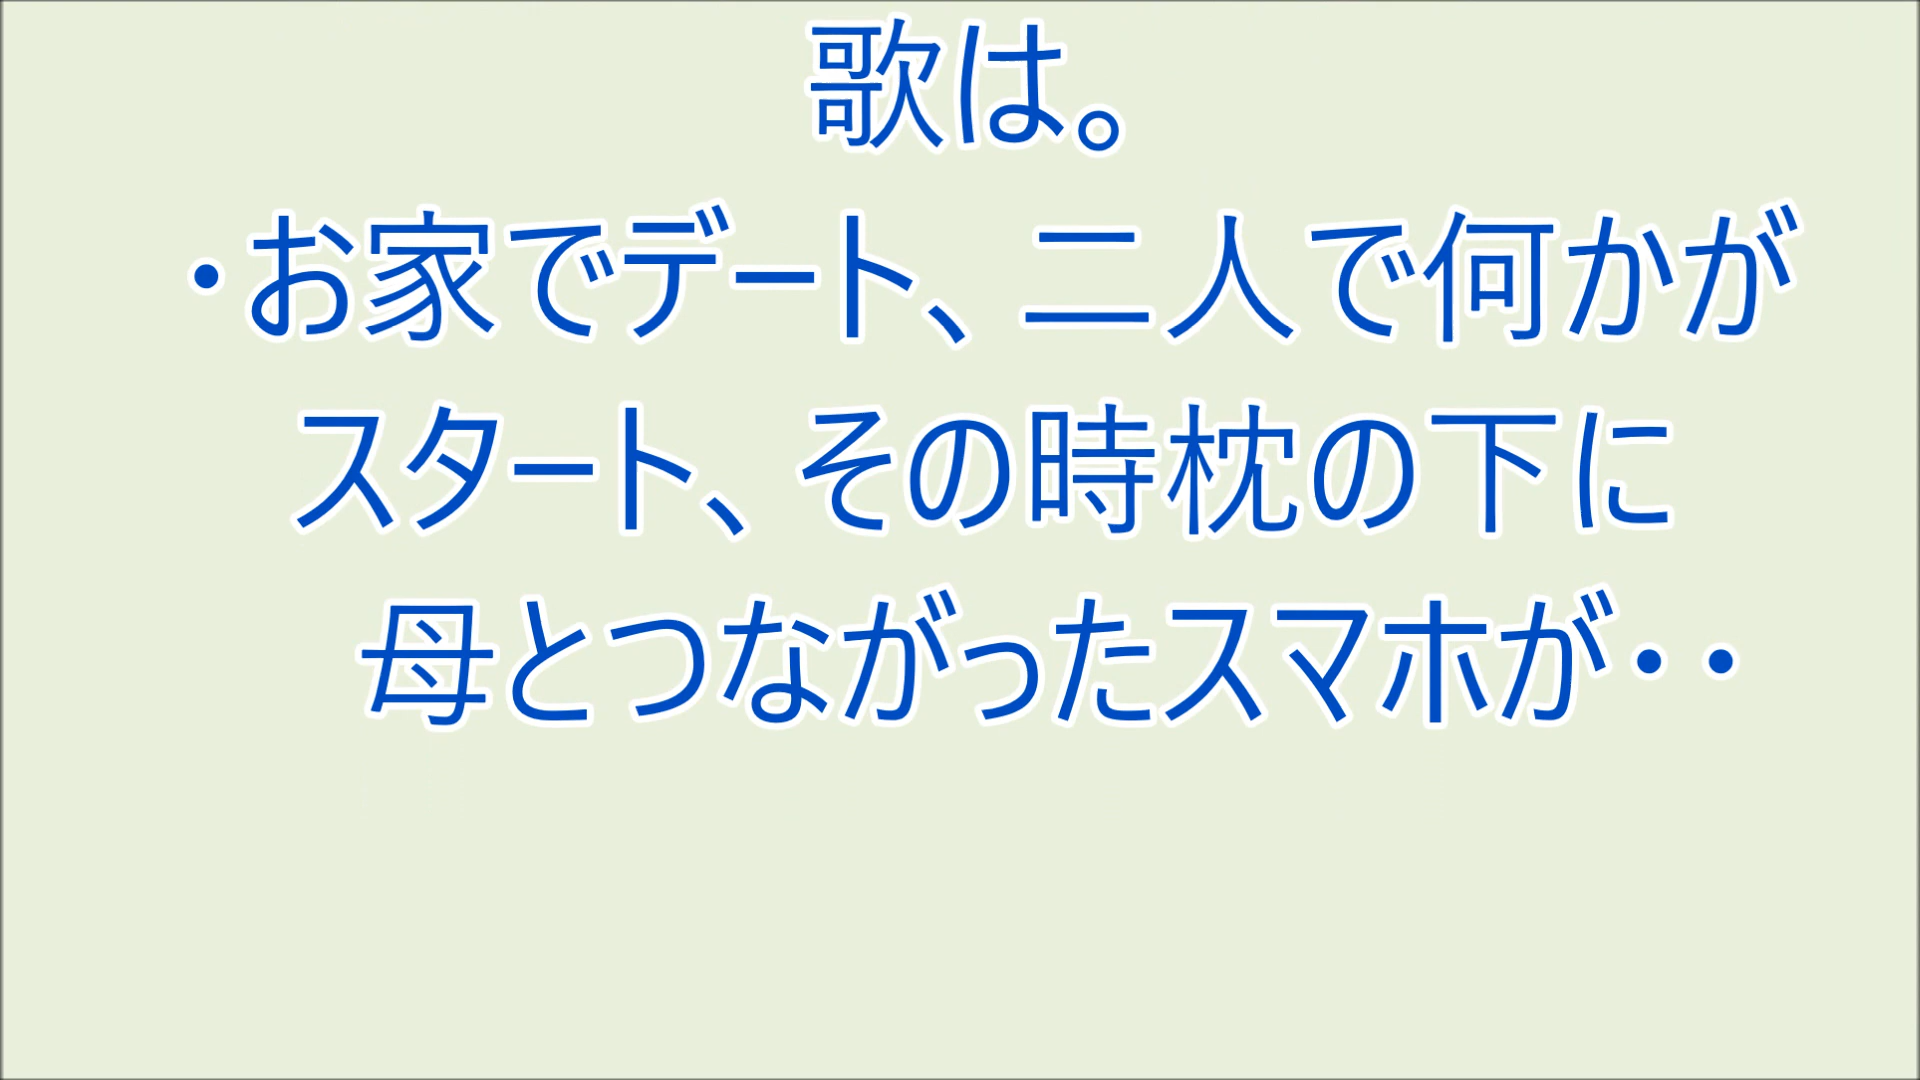 歌は。
・お家でデート、二人で何かが
スタート、その時枕の下に
母とつながったスマホが・・